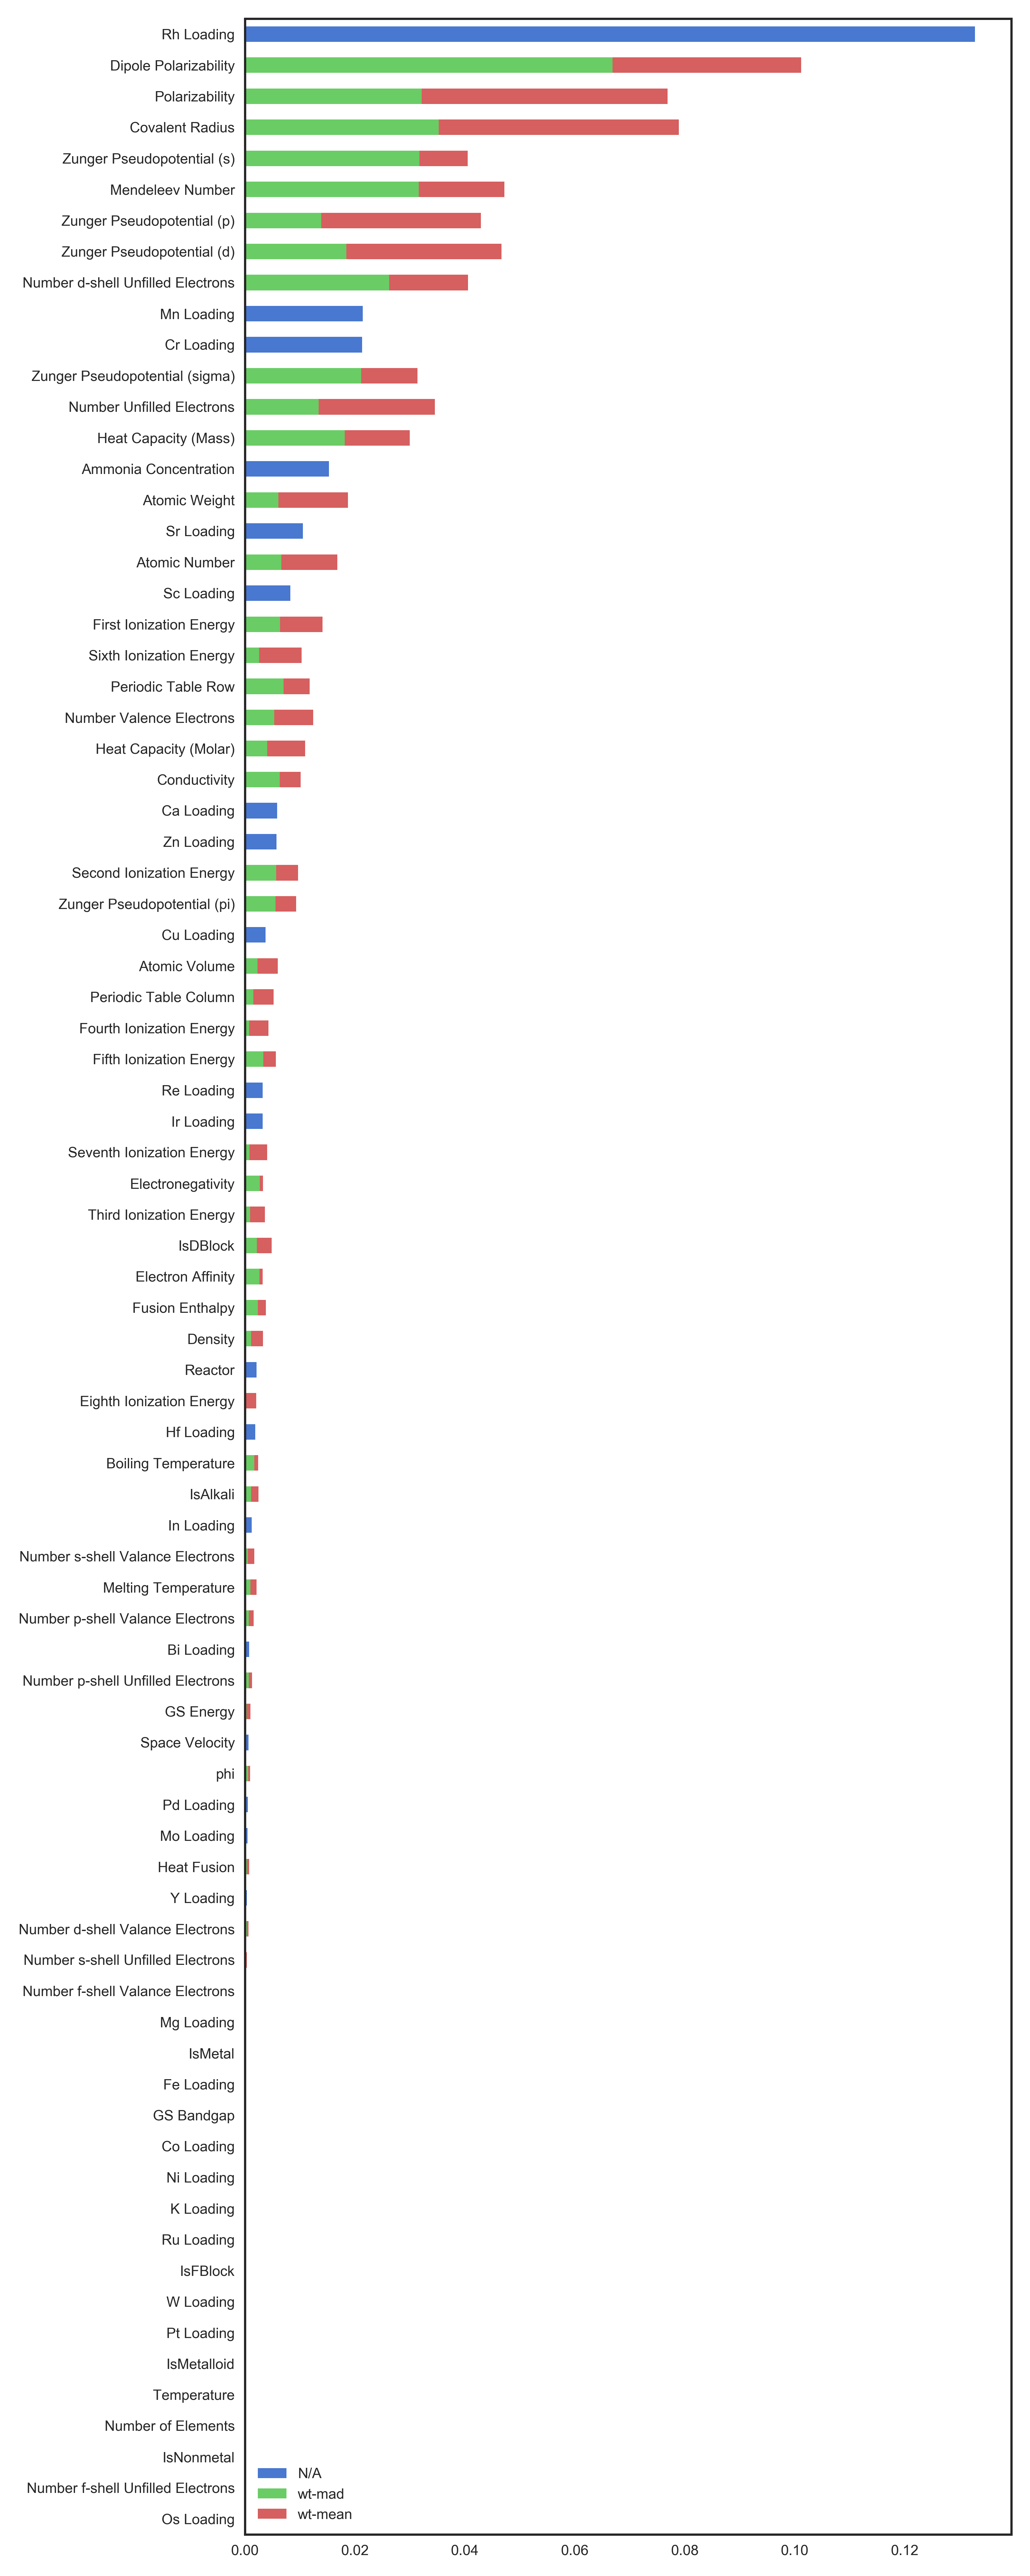 Rh Loading
Dipole Polarizability
Polarizability
Covalent Radius
Zunger Pseudopotential (s)
Mendeleev Number
Zunger Pseudopotential (p)
Zunger Pseudopotential (d)
Number d-shell Unfilled Electrons
Mn Loading
Cr Loading
Zunger Pseudopotential (sigma)
Number Unfilled Electrons
Heat Capacity (Mass)
Ammonia Concentration
Atomic Weight
Sr Loading
Atomic Number
Sc Loading
First Ionization Energy
Sixth Ionization Energy
Periodic Table Row
Number Valence Electrons
Heat Capacity (Molar)
Conductivity
Ca Loading
Zn Loading
Second Ionization Energy
Zunger Pseudopotential (pi)
Cu Loading
Atomic Volume
Periodic Table Column
Fourth Ionization Energy
Fifth Ionization Energy
Re Loading
Ir Loading
Seventh Ionization Energy
Electronegativity
Third Ionization Energy
IsDBlock
Electron Affinity
Fusion Enthalpy
Density
Reactor
Eighth Ionization Energy
Hf Loading
Boiling Temperature
IsAlkali
In Loading
Number s-shell Valance Electrons
Melting Temperature
Number p-shell Valance Electrons
Bi Loading
Number p-shell Unfilled Electrons
GS Energy
Space Velocity
phi
Pd Loading
Mo Loading
Heat Fusion
Y Loading
Number d-shell Valance Electrons
Number s-shell Unfilled Electrons
Number f-shell Valance Electrons
Mg Loading
IsMetal
Fe Loading
GS Bandgap
Co Loading
Ni Loading
K Loading
Ru Loading
IsFBlock
W Loading
Pt Loading
IsMetalloid
Temperature
Number of Elements
IsNonmetal
Number f-shell Unfilled Electrons
Os Loading
N/A
wt-mad
wt-mean
0.00 0.02 0.04 0.06 0.08 0.10 0.12